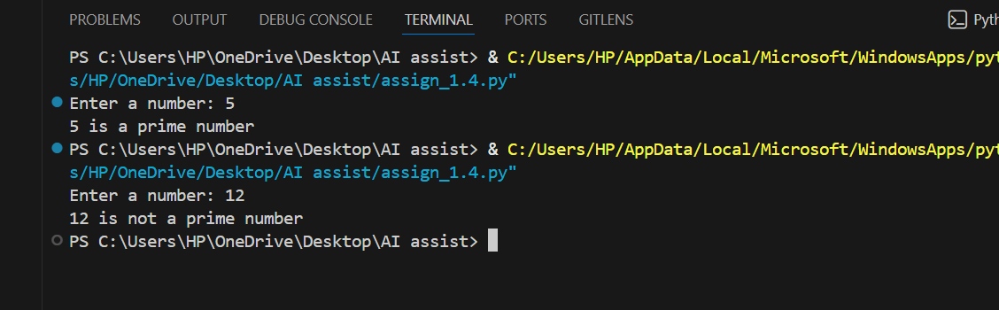 PROBLEMS OUTPUT DEBUG CONSOLE TERMINAL PORTS GITLENS
PS C:\Users\HP\OneDrive\Desktop\AI assist> & C:/Users/HP/AppData/Local/Microsoft/WindowsApps/pyt
s/HP/OneDrive/Desktop/AI assist/assign_1.4.py"
Enter a number: 5
5 is a prime number
PS C:\Users\HP\OneDrive\Desktop\AI assist> & C:/Users/HP/AppData/Local/Microsoft/WindowsApps/pyt
s/HP/OneDrive/Desktop/AI assist/assign_1.4.py"
Enter a number: 12
12 is not a prime number
PS C:\Users\HP\OneDrive\Desktop\AI assist>